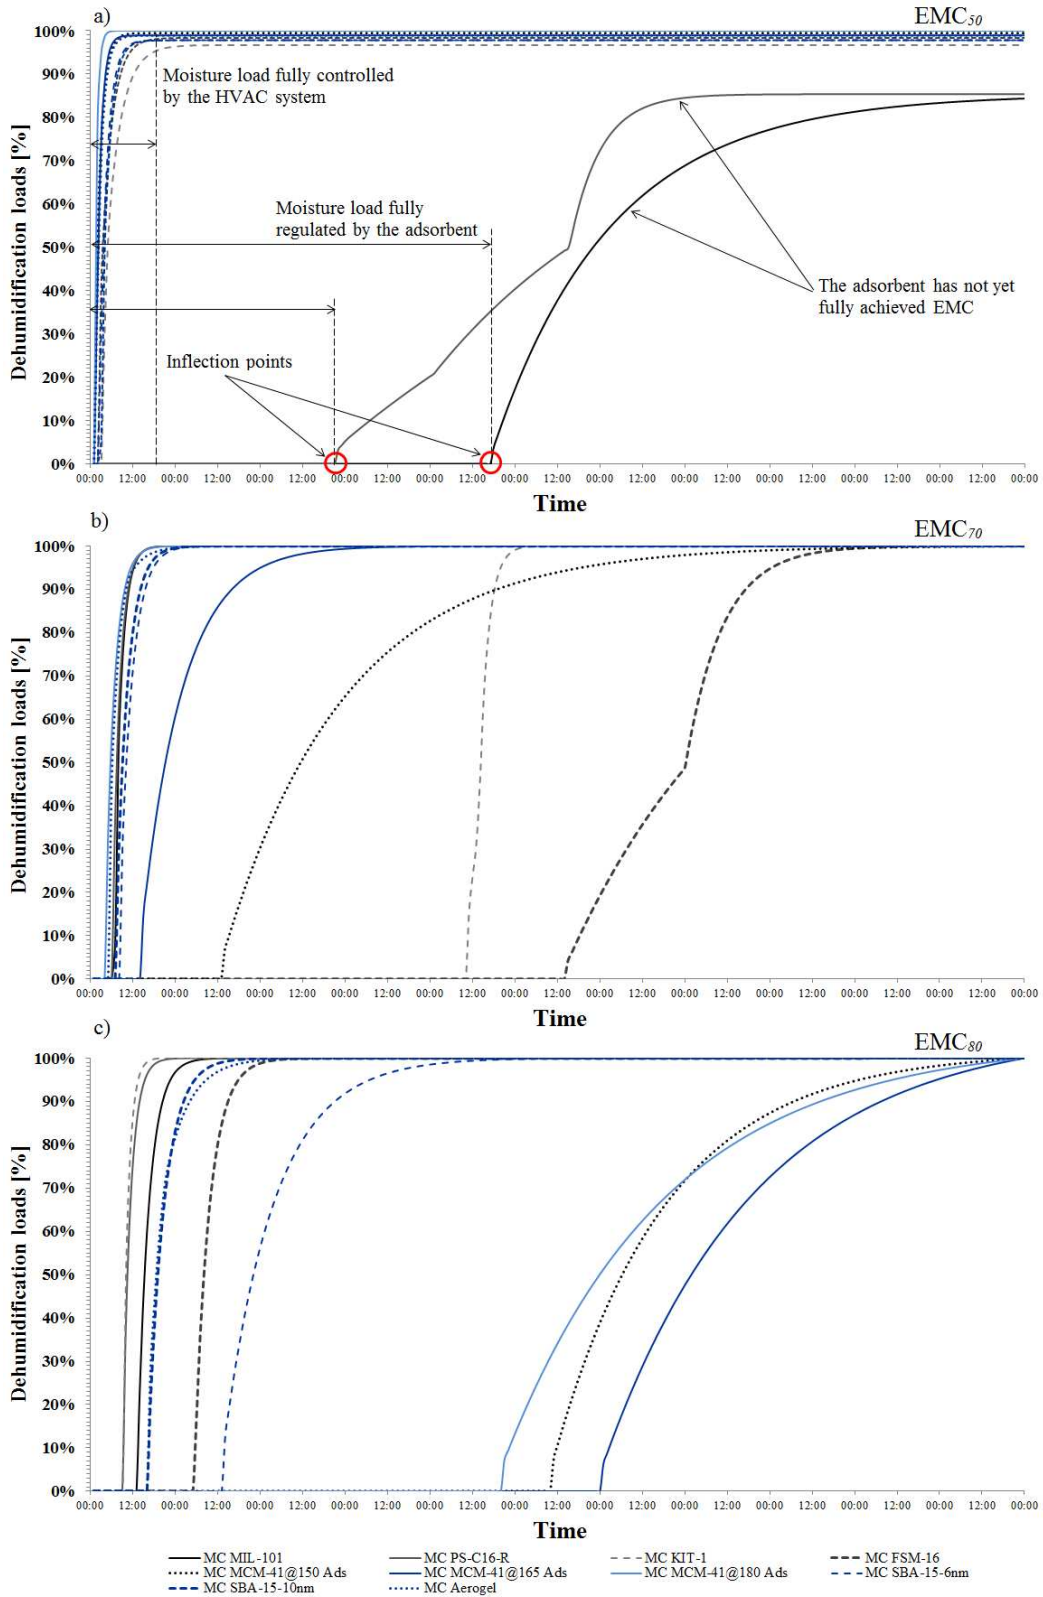 a)
EMC50
100%
90%
80%
70%
60%
50%
40%
30%
20%
10%
0%
Dehumidification loads [%]
Moisture load fully controlled
by the HVAC system
Moisture load fully
regulated by the adsorbent
Inflection points
The adsorbent has not yet
fully achieved EMC
00:00 12:00 00:00 12:00 00:00 12:00 00:00 12:00 00:00 12:00 00:00 12:00 00:00 12:00 00:00 12:00 00:00 12:00 00:00 12:00 00:00 12:00 00:00
Time
b)
EMC70
100%
90%
80%
70%
60%
50%
40%
30%
20%
10%
0%
Dehumidification loads [%]
00:00 12:00 00:00 12:00 00:00 12:00 00:00 12:00 00:00 12:00 00:00 12:00 00:00 12:00 00:00 12:00 00:00 12:00 00:00 12:00 00:00 12:00 00:00
Time
c)
EMC80
100%
90%
80%
70%
60%
50%
40%
30%
20%
10%
0%
Dehumidification loads [%]
00:00 12:00 00:00 12:00 00:00 12:00 00:00 12:00 00:00 12:00 00:00 12:00 00:00 12:00 00:00 12:00 00:00 12:00 00:00 12:00 00:00 12:00 00:00
Time
MC MIL-101 MC PS-C16-R MC KIT-1 MC FSM-16
MC MCM-41@150 Ads MC MCM-41@165 Ads MC MCM-41@180 Ads MC SBA-15-6nm
MC SBA-15-10nm MC Aerogel